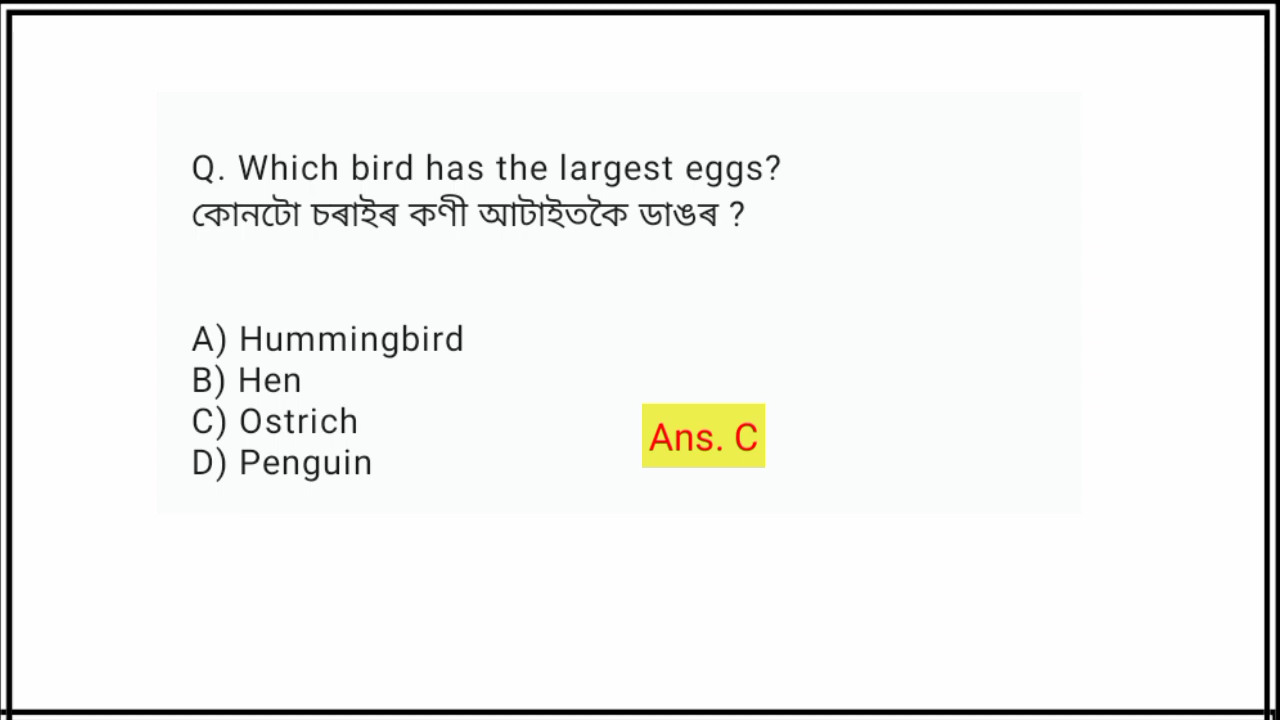 Q. Which bird has the largest eggs?
কোনটো চৰাইৰ কণী আটাইতকৈ ডাঙৰ ?
A) Hummingbird
B) Hen
C) Ostrich
D) Penguin
Ans. C